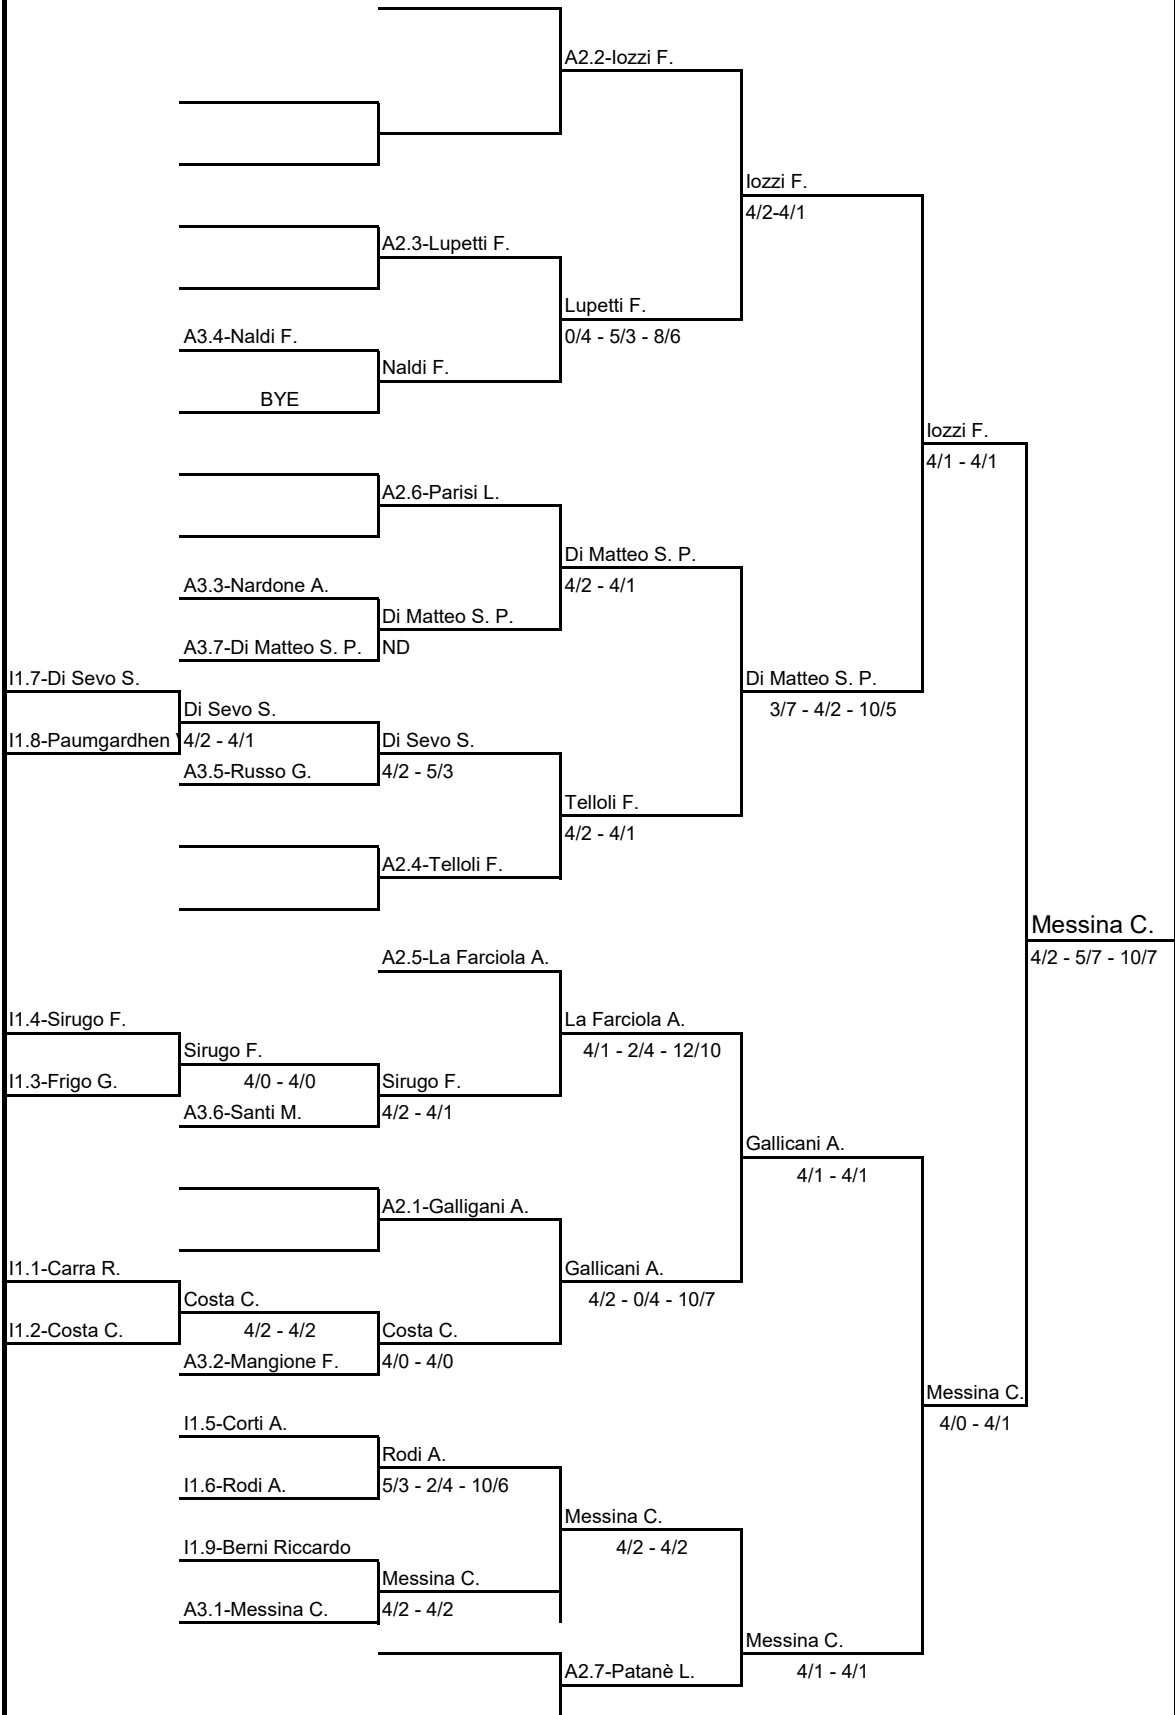 A2.2-Iozzi F.
Iozzi F.
4/2-4/1
A2.3-Lupetti F.
Lupetti F.
A3.4-Naldi F.
0/4 - 5/3 - 8/6
Naldi F.
BYE
Iozzi F.
4/1 - 4/1
A2.6-Parisi L.
Di Matteo S. P.
A3.3-Nardone A.
4/2 - 4/1
Di Matteo S. P.
A3.7-Di Matteo S. P.
ND
I1.7-Di Sevo S.
Di Matteo S. P.
Di Sevo S.
3/7 - 4/2 - 10/5
I1.8-Paumgardhen
4/2 - 4/1
Di Sevo S.
A3.5-Russo G.
4/2 - 5/3
Telloli F.
4/2 - 4/1
A2.4-Telloli F.
Messina C.
A2.5-La Farciola A.
4/2 - 5/7 - 10/7
I1.4-Sirugo F.
La Farciola A.
Sirugo F.
4/1 - 2/4 - 12/10
I1.3-Frigo G.
4/0 - 4/0
Sirugo F.
A3.6-Santi M.
4/2 - 4/1
Gallicani A.
4/1 - 4/1
A2.1-Galligani A.
I1.1-Carra R.
Gallicani A.
Costa C.
4/2 - 0/4 - 10/7
I1.2-Costa C.
4/2 - 4/2
Costa C.
A3.2-Mangione F.
4/0 - 4/0
Messina C.
I1.5-Corti A.
4/0 - 4/1
Rodi A.
I1.6-Rodi A.
5/3 - 2/4 - 10/6
Messina C.
I1.9-Berni Riccardo
4/2 - 4/2
Messina C.
A3.1-Messina C.
4/2 - 4/2
Messina C.
A2.7-Patanè L.
4/1 - 4/1